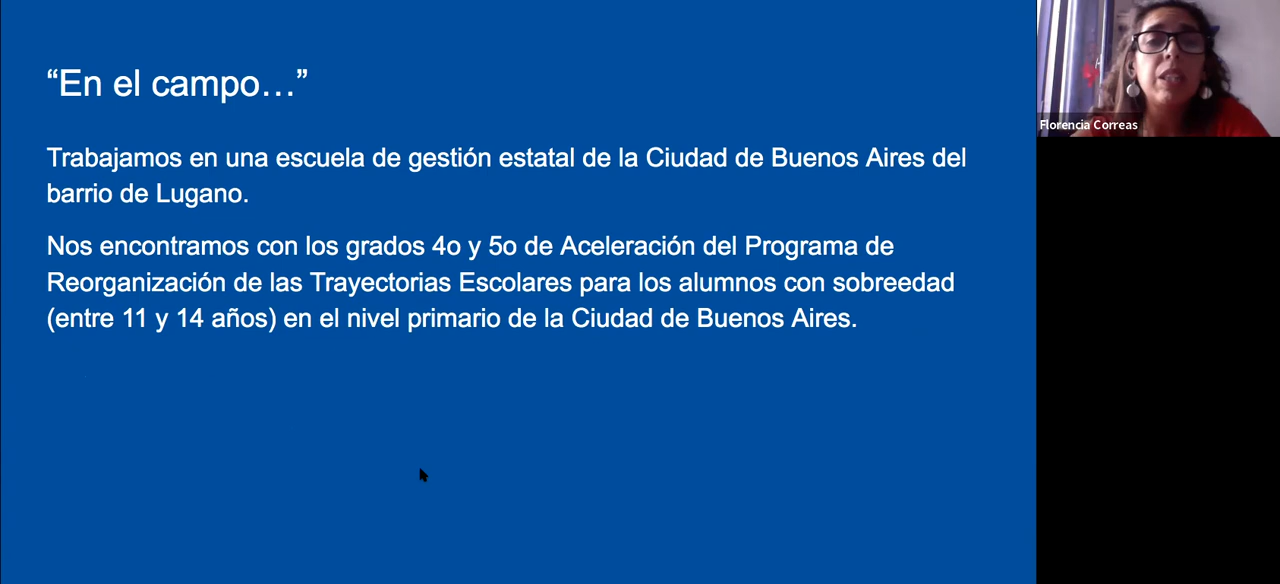 “En el campo…”
Trabajamos en una escuela de gestión estatal de la Ciudad de Buenos Aires del
barrio de Lugano.
Nos encontramos con los grados 4o y 5o de Aceleración del Programa de
Reorganización de las Trayectorias Escolares para los alumnos con sobreedad
(entre 11 y 14 años) en el nivel primario de la Ciudad de Buenos Aires.
Florencia Correas